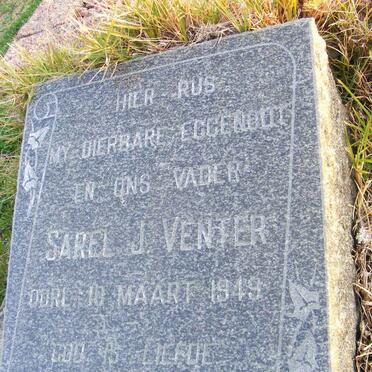 HIER RUS
MY DIERBARE EGGENOOT
EN ONS VADER
SAREL J. VENTER
OORL. 10 MAART 1949
GOD IS LIEFDE